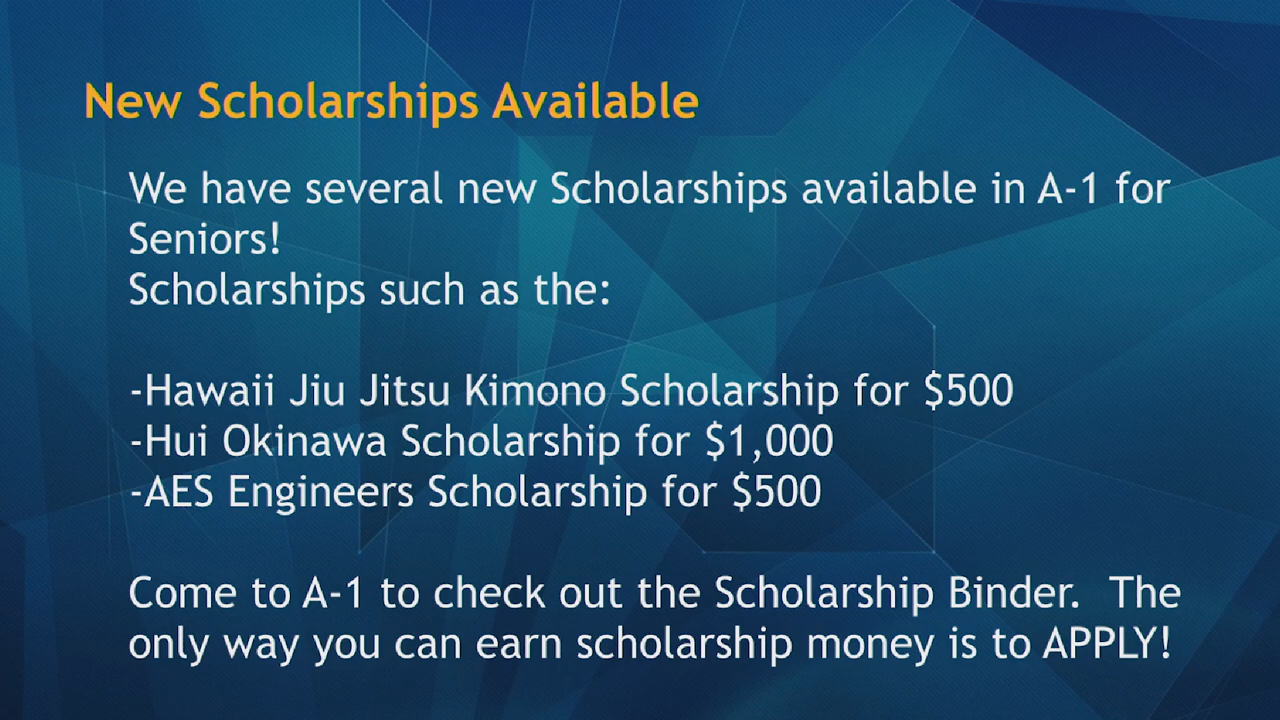 New Scholarships Available
We have several new Scholarships available in A-1 for
Seniors!
Scholarships such as the:
-Hawaii Jiu Jitsu Kimono Scholarship for $500
-Hui Okinawa Scholarship for $1,000
-AES Engineers Scholarship for $500
Come to A-1 to check out the Scholarship Binder.  The
only way you can earn scholarship money is to APPLY!